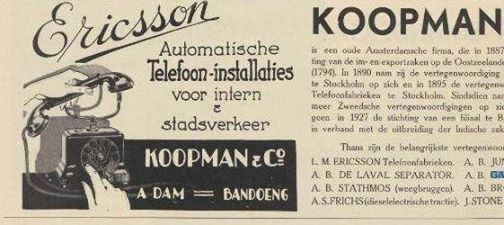 Ericsson
Automatische
Telefoon-installaties
voor intern
&
stadsverkeer
KOOPMAN & Co
A DAM = BANDOENG
KOOPMAN
is een oude Amsterdamsche firma, die in 1887
ting van de im- en exportzaken op de Oostzeelande
(1794). In 1890 nam zij de vertegenwoordiging
te Stockholm op zich en in 1895 de vertegenw
Telefoonfabrieken te Stockholm. Sindsdien nam
meer Zweedsche vertegenwoordigingen op zic
geen in 1927 de stichting van een filiaal te B
in verband met de uitbreiding der Indische zak
Thans zijn de belangrijkste vertegenwoor
L. M. ERICSSON Telefoonfabrieken. A. B. JUN
A. B. DE LAVAL SEPARATOR. A. B. GA
A. B. STATHMOS (weegbruggen). A. B. BR
A.S. FRICHS (dieselelectrische tractie). J. STONE